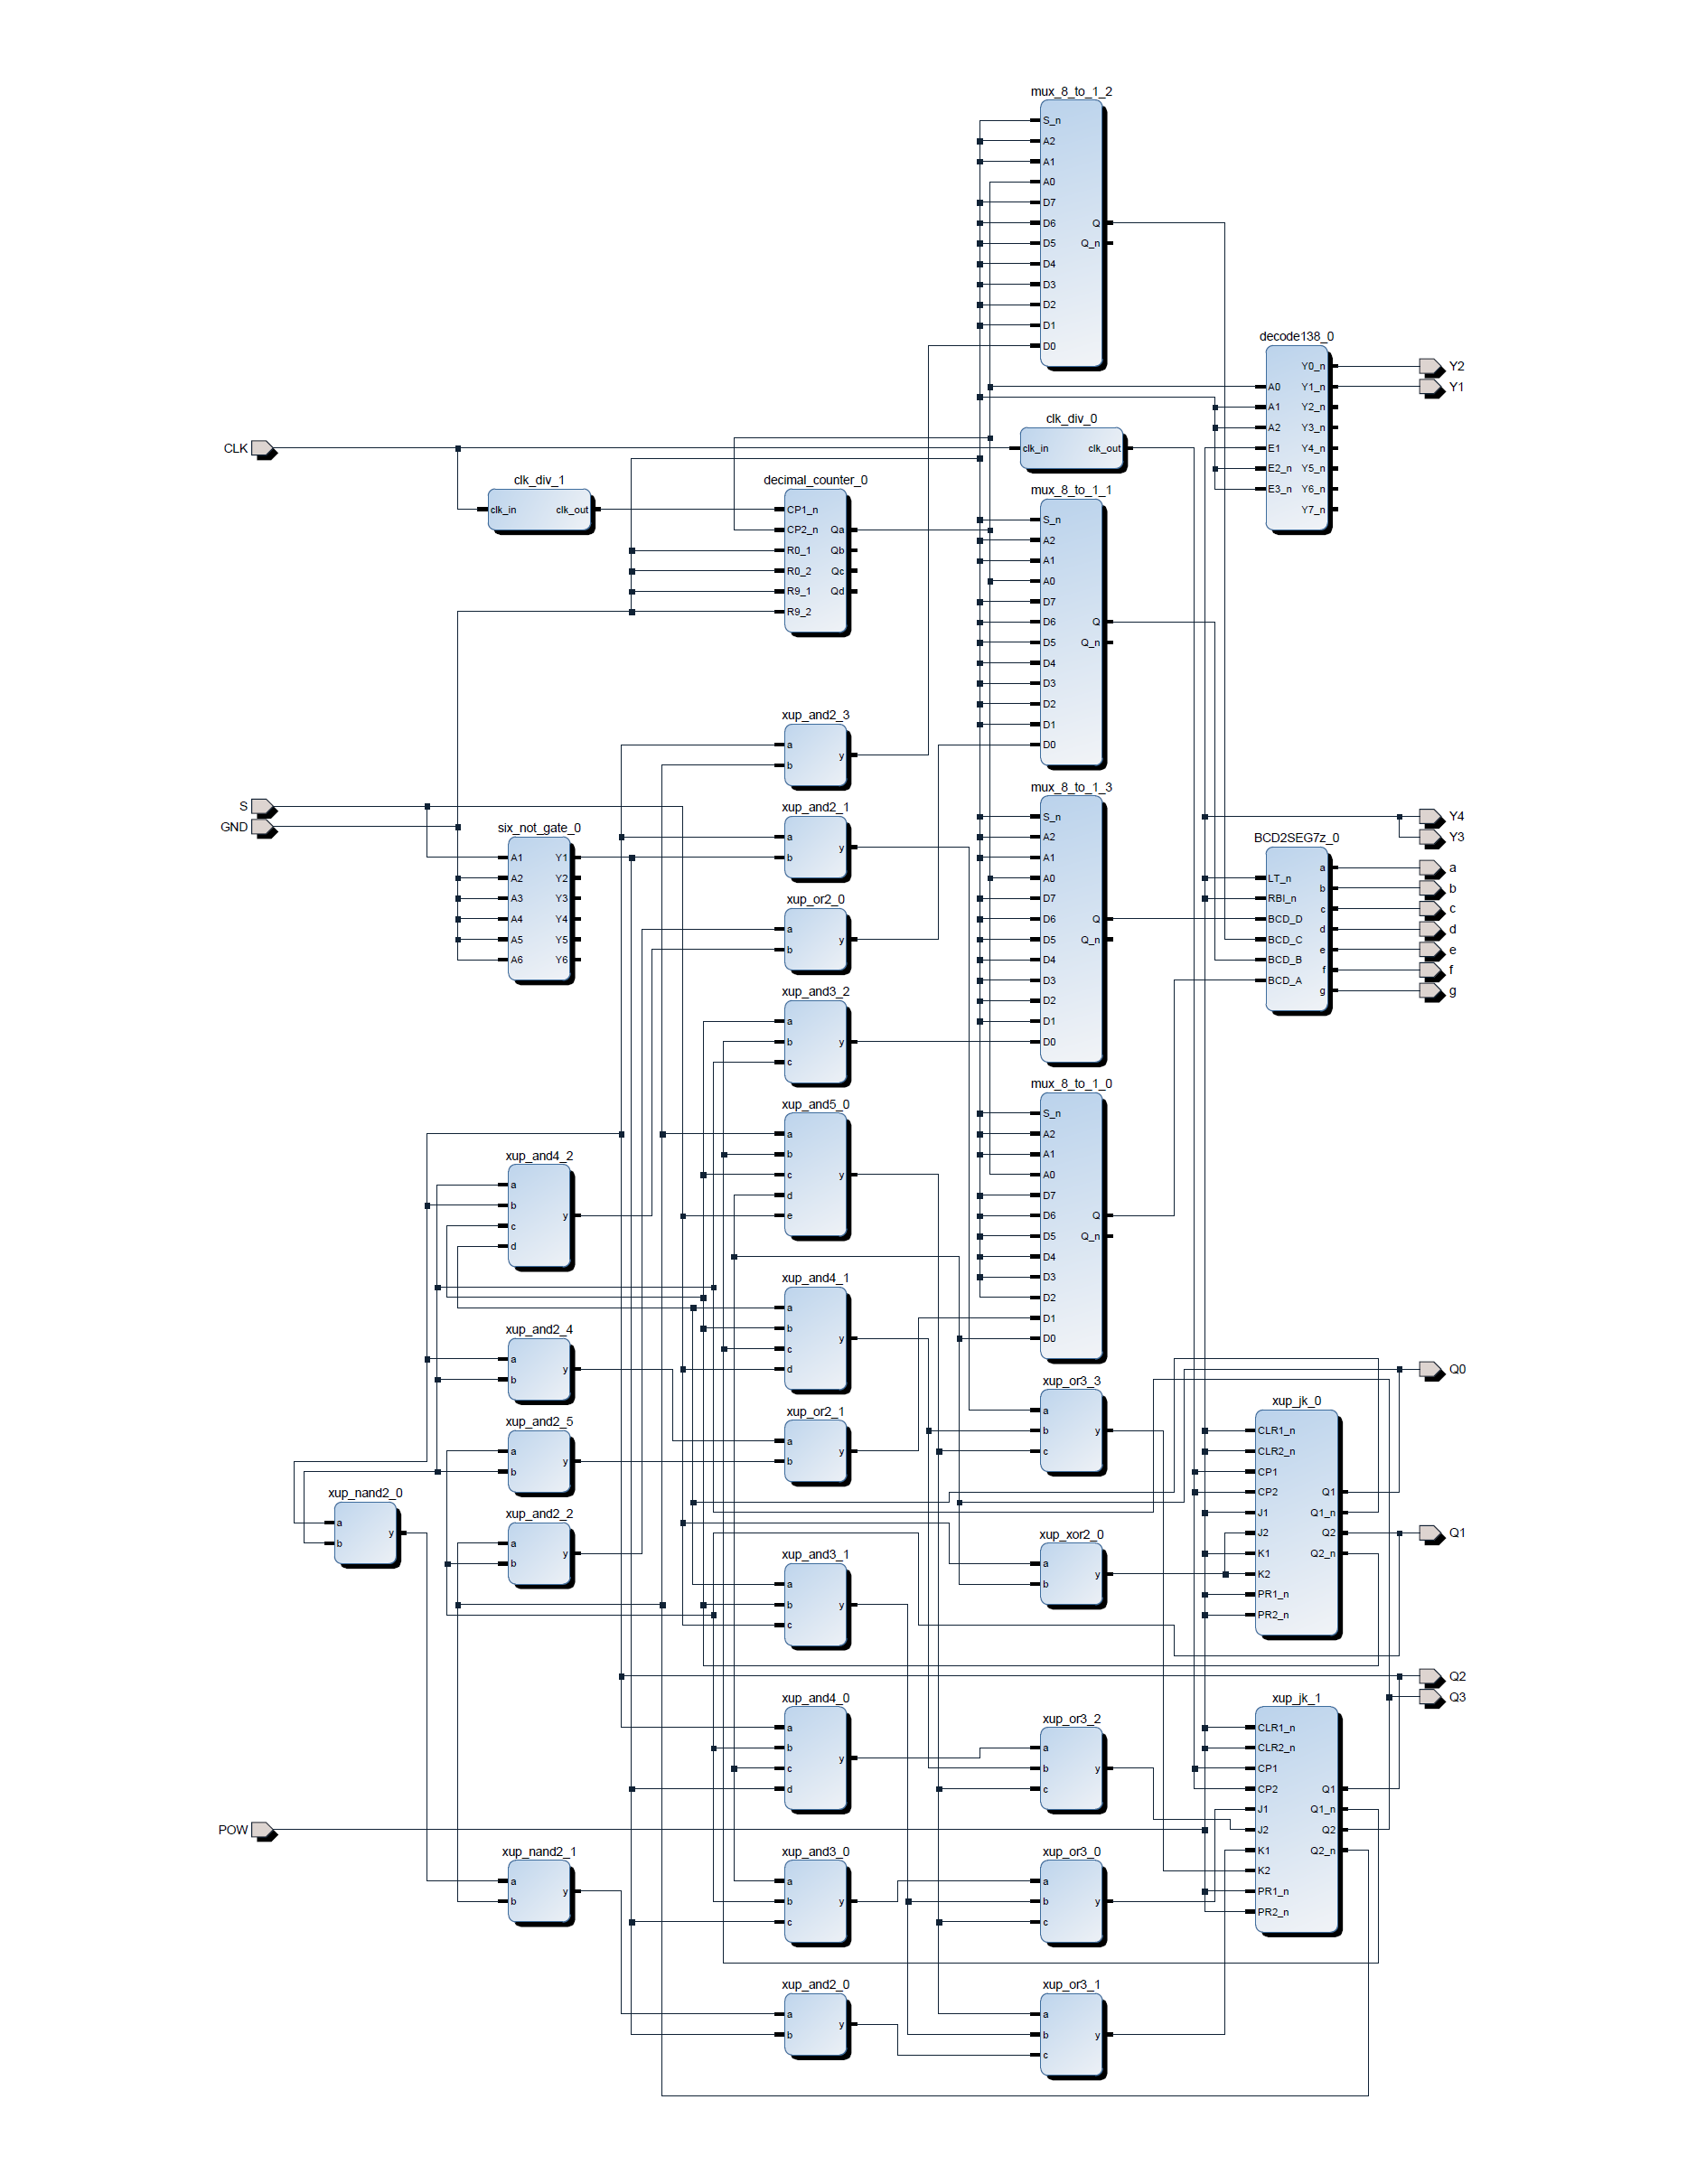 mux_8_to_1_2
S_n
A2
A1
A0
D7
D6 Q
D5 Q_n
D4
D3
D2
D1
D0
decode138_0
Y0_n Y2
A0 Y1_n Y1
A1 Y2_n
A2 Y3_n
E1 Y4_n
E2_n Y5_n
E3_n Y6_n
Y7_n
CLK
clk_div_0
clk_in clk_out
clk_div_1
clk_in clk_out
decimal_counter_0
CP1_n
CP2_n Qa
R0_1 Qb
R0_2 Qc
R9_1 Qd
R9_2
mux_8_to_1_1
S_n
A2
A1
A0
D7
D6 Q
D5 Q_n
D4
D3
D2
D1
D0
xup_and2_3
a
y
b
S
GND
six_not_gate_0
A1 Y1
A2 Y2
A3 Y3
A4 Y4
A5 Y5
A6 Y6
xup_and2_1
a
y
b
mux_8_to_1_3
S_n
A2
A1
A0
D7
D6 Q
D5 Q_n
D4
D3
D2
D1
D0
Y4
Y3
BCD2SEG7z_0
a a
LT_n b b
RBI_n c c
BCD_D d d
BCD_C e e
BCD_B f f
BCD_A g g
xup_or2_0
a
y
b
xup_and3_2
a
b y
c
xup_and5_0
a
b
c y
d
e
mux_8_to_1_0
S_n
A2
A1
A0
D7
D6 Q
D5 Q_n
D4
D3
D2
D1
D0
xup_and4_2
a
b y
c
d
xup_and4_1
a
b y
c
d
xup_and2_4
a
y
b
xup_or2_1
a
y
b
xup_or3_3
a
b y
c
Q0
xup_jk_0
CLR1_n
CLR2_n
CP1
CP2 Q1
J1 Q1_n
J2 Q2
K1 Q2_n
K2
PR1_n
PR2_n
Q1
xup_and2_5
a
y
b
xup_nand2_0
a
y
b
xup_and2_2
a
y
b
xup_and3_1
a
b y
c
xup_xor2_0
a
y
b
Q2
Q3
xup_and4_0
a
b y
c
d
xup_or3_2
a
b y
c
xup_jk_1
CLR1_n
CLR2_n
CP1
CP2 Q1
J1 Q1_n
J2 Q2
K1 Q2_n
K2
PR1_n
PR2_n
POW
xup_nand2_1
a
y
b
xup_and3_0
a
b y
c
xup_or3_0
a
b y
c
xup_and2_0
a
y
b
xup_or3_1
a
b y
c